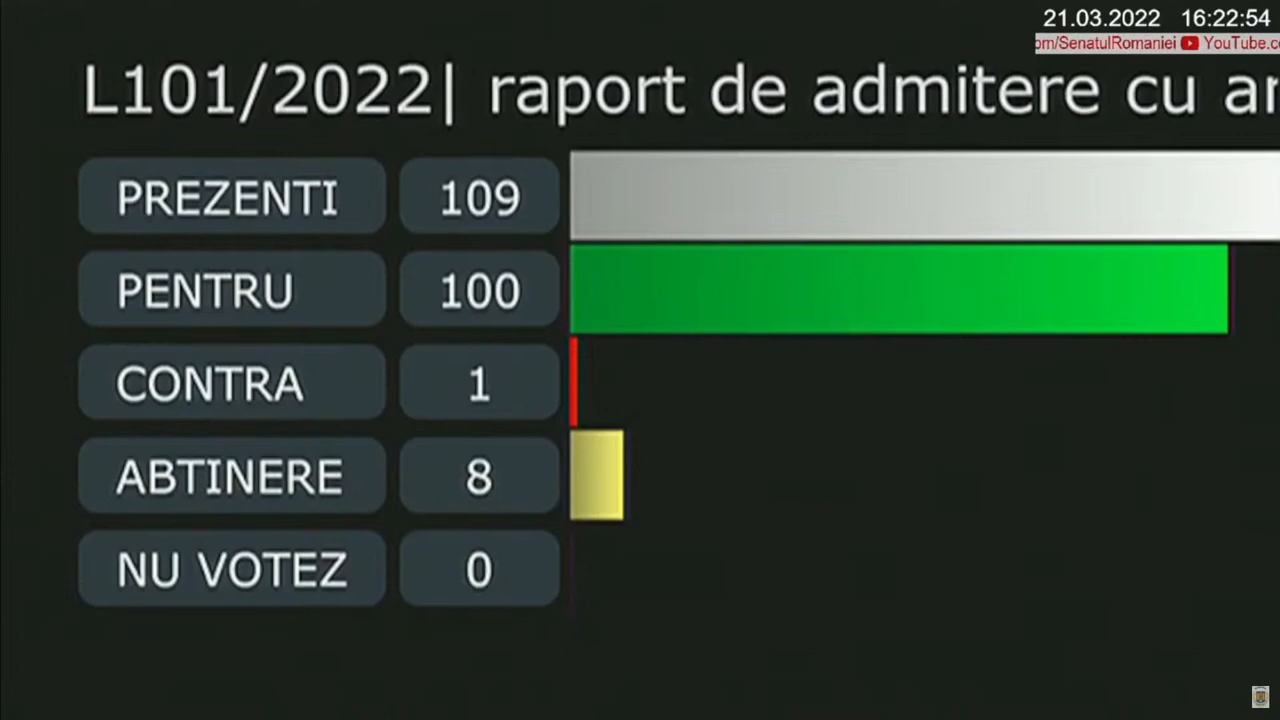 21.03.2022 16:22:54
om/SenatulRomaniei YouTube.c
L101/2022| raport de admitere cu
PREZENTI 109
PENTRU 100
CONTRA 1
ABTINERE 8
NU VOTEZ 0